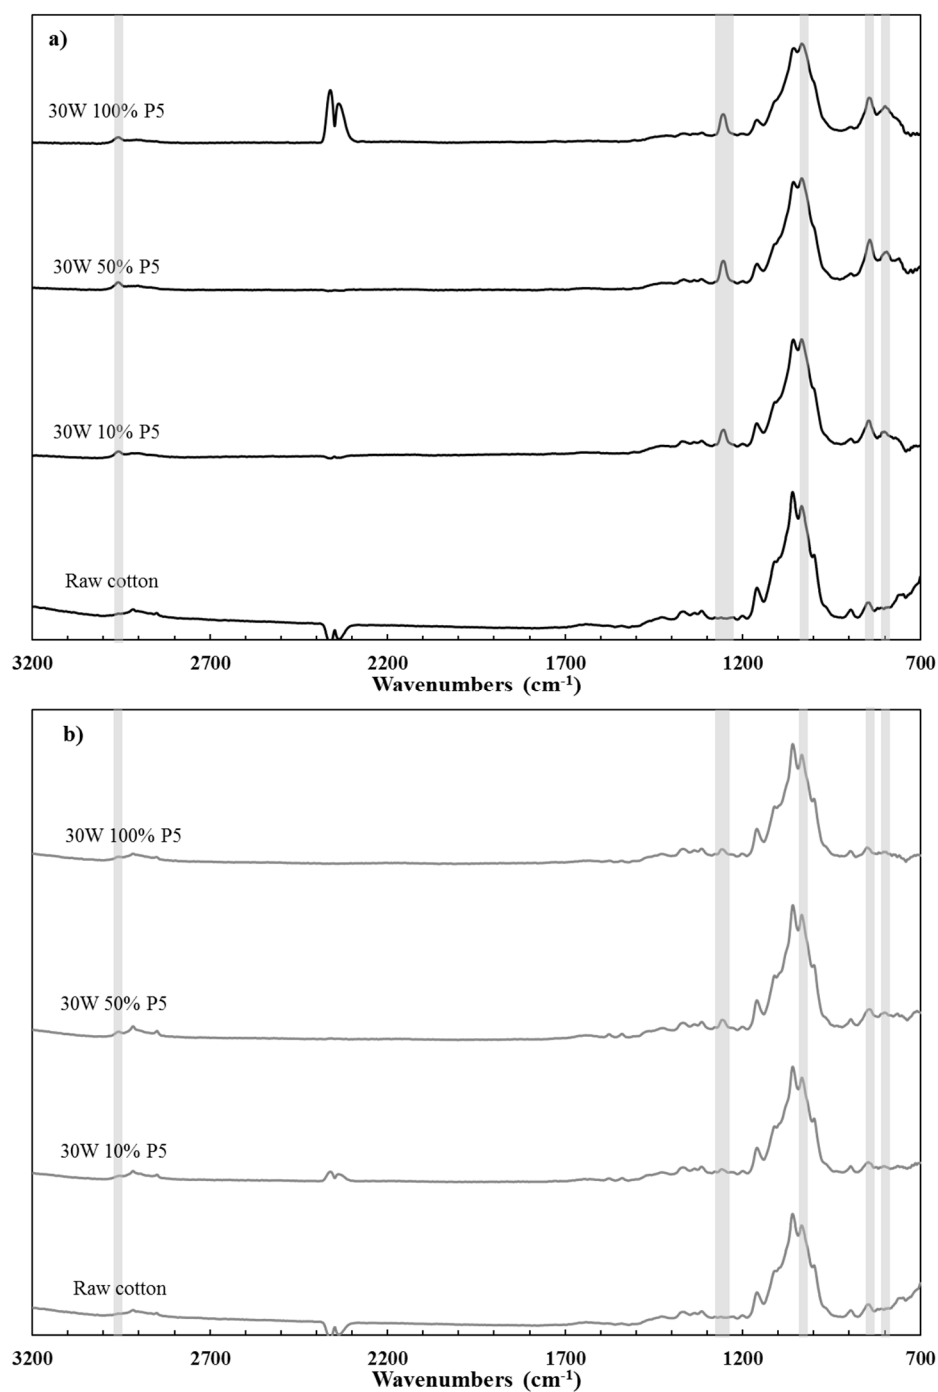 a)
30W 100% P5
30W 50% P5
30W 10% P5
Raw cotton
3200 2700 2200 1700 1200 700
Wavenumbers (cm-1)
b)
30W 100% P5
30W 50% P5
30W 10% P5
Raw cotton
3200 2700 2200 1700 1200 700
Wavenumbers (cm-1)